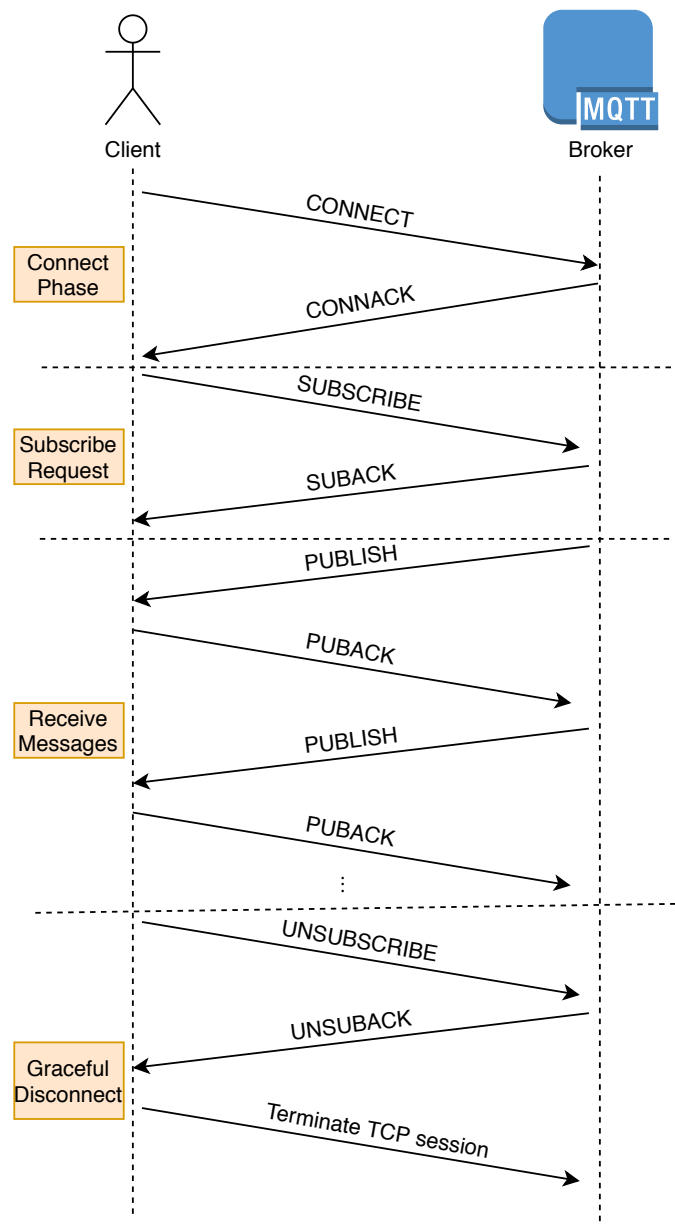 MQTT
Client
Broker
CONNECT
Connect
Phase
CONNACK
SUBSCRIBE
Subscribe
Request
SUBACK
PUBLISH
PUBACK
Receive
Messages
PUBLISH
PUBACK
...
UNSUBSCRIBE
UNSUBACK
Graceful
Disconnect
Terminate TCP session